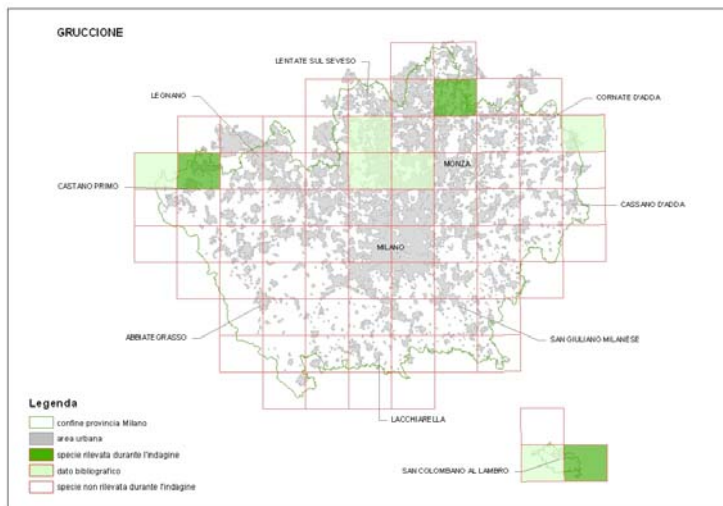 GRUCCIONE
LENTATE SUL SEVESO
LEGNANO
CORNATE D'ADDA
MONZA
CASTANO PRIMO
CASSANO D'ADDA
MILANO
ABBIATEGRASSO
SAN GIULIANO MILANESE
LACCHIARELLA
SAN COLOMBANO AL LAMBRO
Legenda
confine provincia Milano
area urbana
specie rilevata durante l'indagine
dato bibliografico
specie non rilevata durante l'indagine